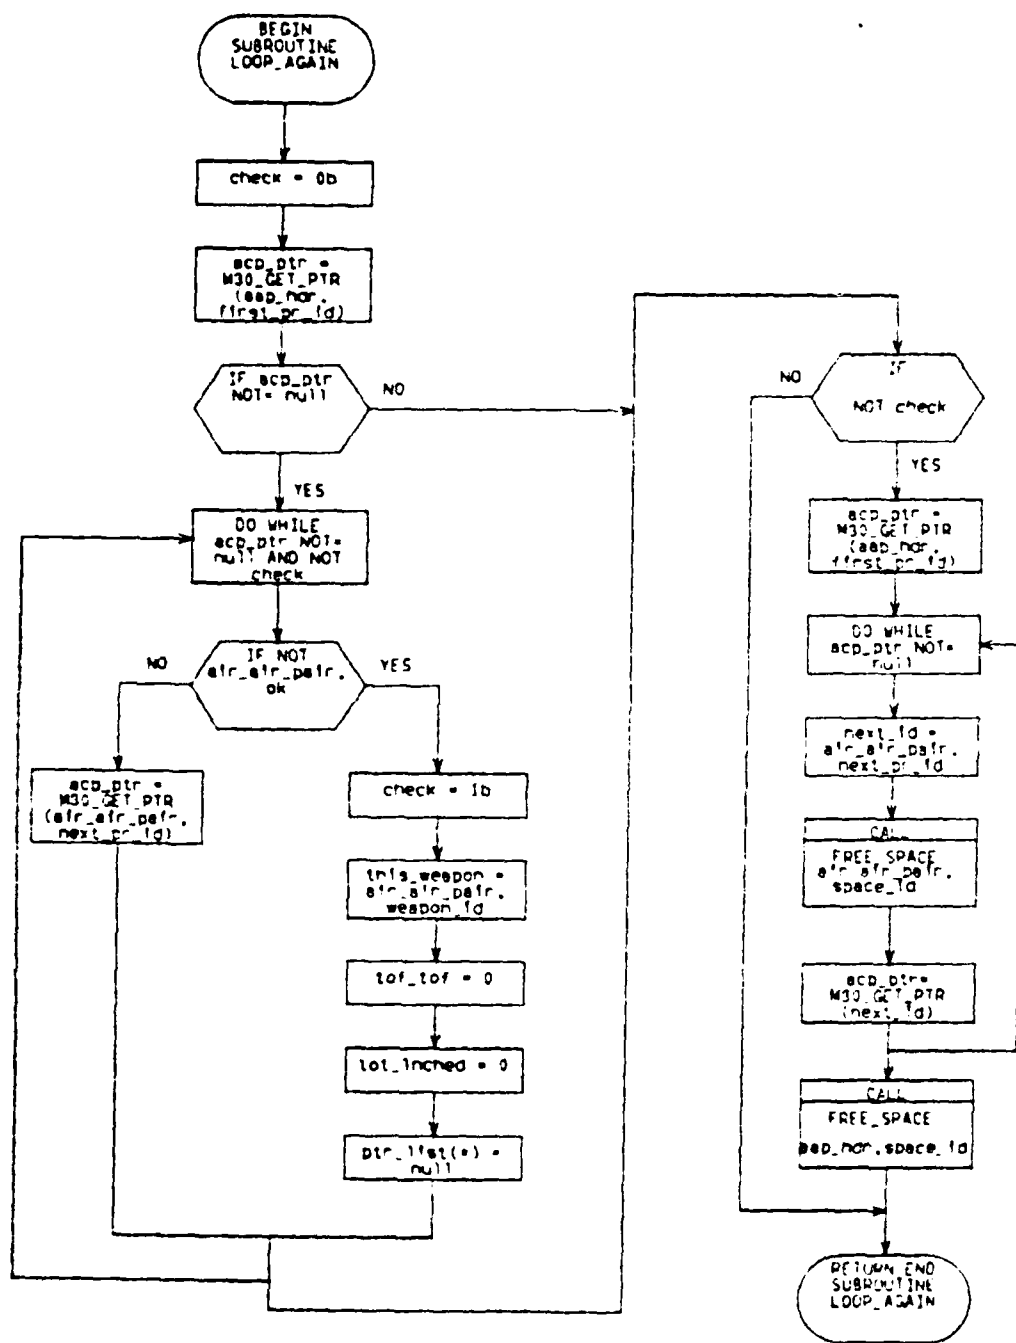 BEGIN
SUBROUTINE
LOOP_AGAIN
check = 0b
acp_ptr =
M30_GET_PTR
(aap_hdr.
first_pr_id)
IF acp_ptr
NOT= null
NO
YES
DO WHILE
acp_ptr NOT=
null AND NOT
check
IF NOT
air_air_pair.
ok
NO
YES
acp_ptr =
M30_GET_PTR
(air_air_pair.
next_pr_id)
check = 1b
this_weapon =
air_air_pair.
weapon_id
tof_tof = 0
tot_lnched = 0
ptr_list(*) =
null
IF
NOT check
NO
YES
acp_ptr =
M30_GET_PTR
(aap_hdr.
first_pr_id)
DO WHILE
acp_ptr NOT=
null
next_id =
air_air_pair.
next_pr_id
CALL
FREE_SPACE
air_air_pair.
space_id
acp_ptr=
M30_GET_PTR
(next_id)
CALL
FREE_SPACE
aap_hdr.space_id
RETURN END
SUBROUTINE
LOOP_AGAIN